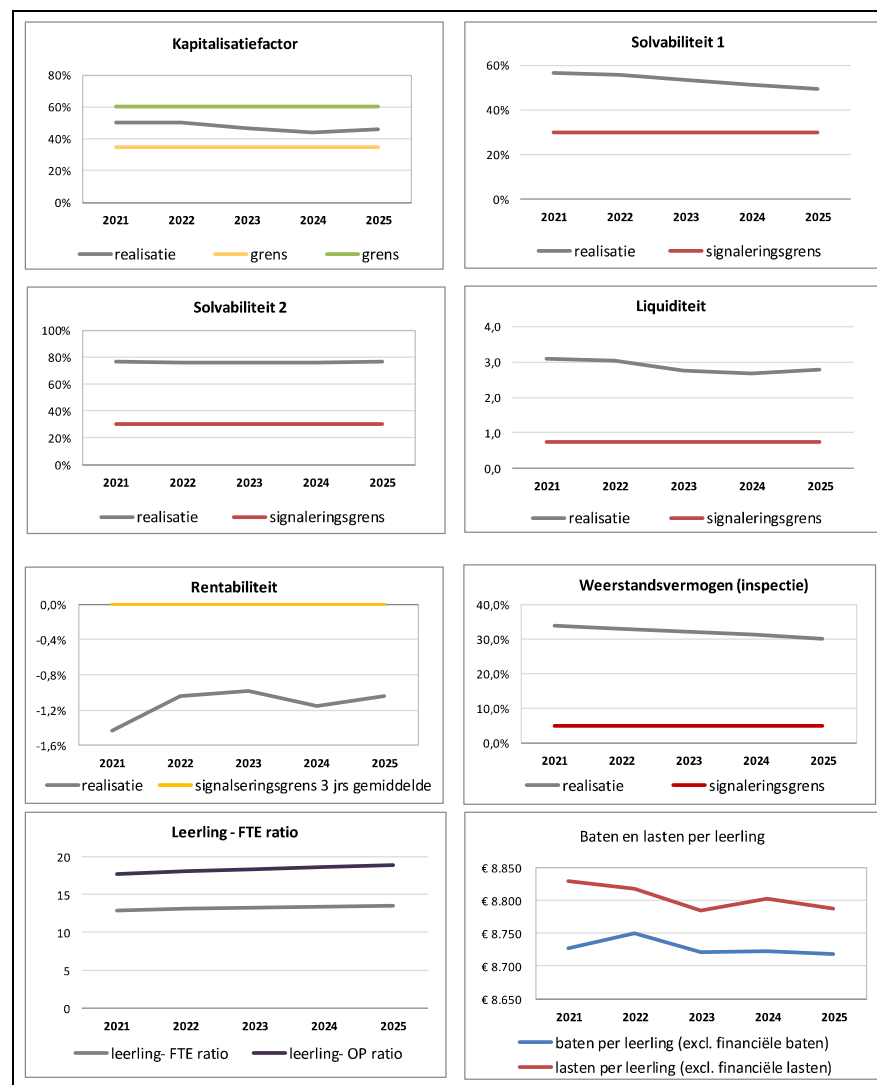 Kapitalisatiefactor
80%
60%
40%
20%
0%
2021 2022 2023 2024 2025
realisatie grens grens
Solvabiliteit 1
60%
40%
20%
0%
2021 2022 2023 2024 2025
realisatie signaleringsgrens
Solvabiliteit 2
100%
80%
60%
40%
20%
0%
2021 2022 2023 2024 2025
realisatie signaleringsgrens
Liquiditeit
4,0
3,0
2,0
1,0
0,0
2021 2022 2023 2024 2025
realisatie signaleringsgrens
Rentabiliteit
0,0%
-0,4%
-0,8%
-1,2%
-1,6%
2021 2022 2023 2024 2025
realisatie signalseringsgrens 3 jrs gemiddelde
Weerstandsvermogen (inspectie)
40,0%
30,0%
20,0%
10,0%
0,0%
2021 2022 2023 2024 2025
realisatie signaleringsgrens
Leerling - FTE ratio
20
15
10
5
0
2021 2022 2023 2024 2025
leerling- FTE ratio leerling- OP ratio
Baten en lasten per leerling
€ 8.850
€ 8.800
€ 8.750
€ 8.700
€ 8.650
2021 2022 2023 2024 2025
baten per leerling (excl. financiële baten)
lasten per leerling (excl. financiële lasten)